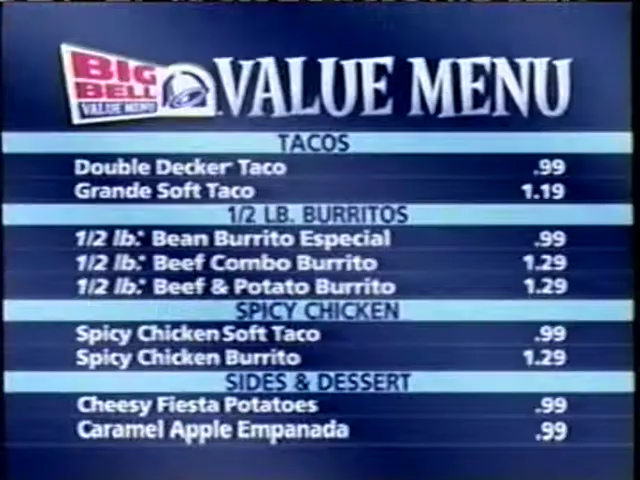 BIG
BELL
VALUE MENU
VALUE MENU
TACOS
Double Decker Taco .99
Grande Soft Taco 1.19
1/2 LB. BURRITOS
1/2 lb.* Bean Burrito Especial .99
1/2 lb.* Beef Combo Burrito 1.29
1/2 lb.* Beef & Potato Burrito 1.29
SPICY CHICKEN
Spicy Chicken Soft Taco .99
Spicy Chicken Burrito 1.29
SIDES & DESSERT
Cheesy Fiesta Potatoes .99
Caramel Apple Empanada .99